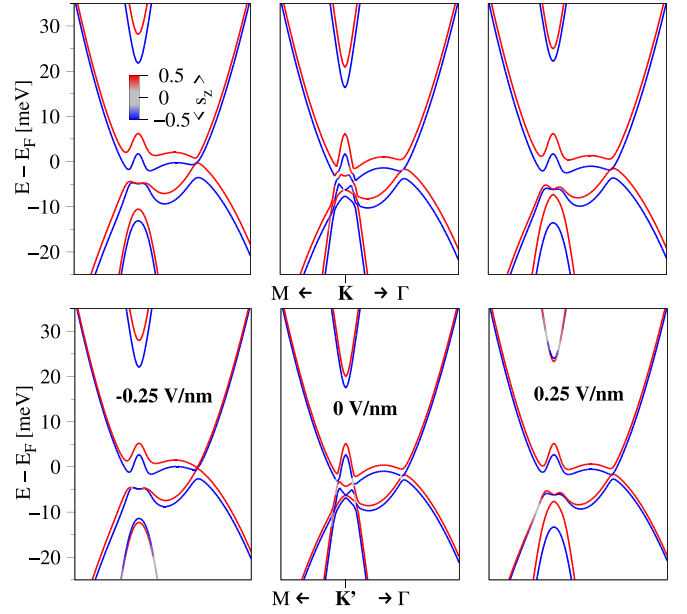 30
20
10
0
−10
−20
E − E_F [meV]
0.5
0
−0.5
< s_z >
M ← K → Γ
30
20
10
0
−10
−20
E − E_F [meV]
-0.25 V/nm
0 V/nm
0.25 V/nm
M ← K' → Γ